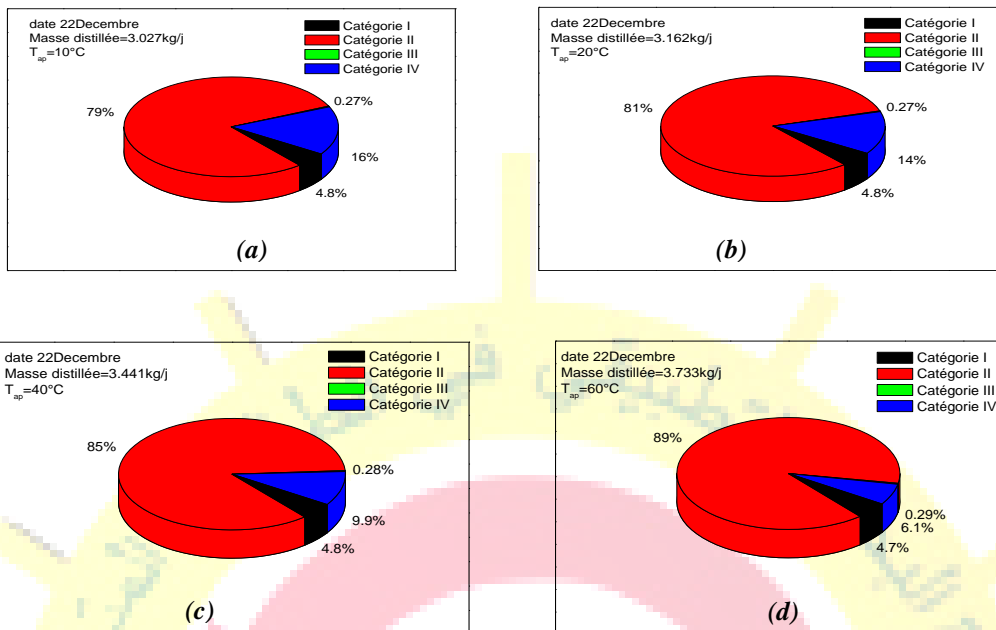 date 22Decembre
Masse distillée=3.027kg/j
T_ap=10°C
Catégorie I
Catégorie II
Catégorie III
Catégorie IV
79%
0.27%
16%
4.8%
(a)
date 22Decembre
Masse distillée=3.162kg/j
T_ap=20°C
Catégorie I
Catégorie II
Catégorie III
Catégorie IV
81%
0.27%
14%
4.8%
(b)
date 22Decembre
Masse distillée=3.441kg/j
T_ap=40°C
Catégorie I
Catégorie II
Catégorie III
Catégorie IV
85%
0.28%
9.9%
4.8%
(c)
date 22Decembre
Masse distillée=3.733kg/j
T_ap=60°C
Catégorie I
Catégorie II
Catégorie III
Catégorie IV
89%
0.29%
6.1%
4.7%
(d)